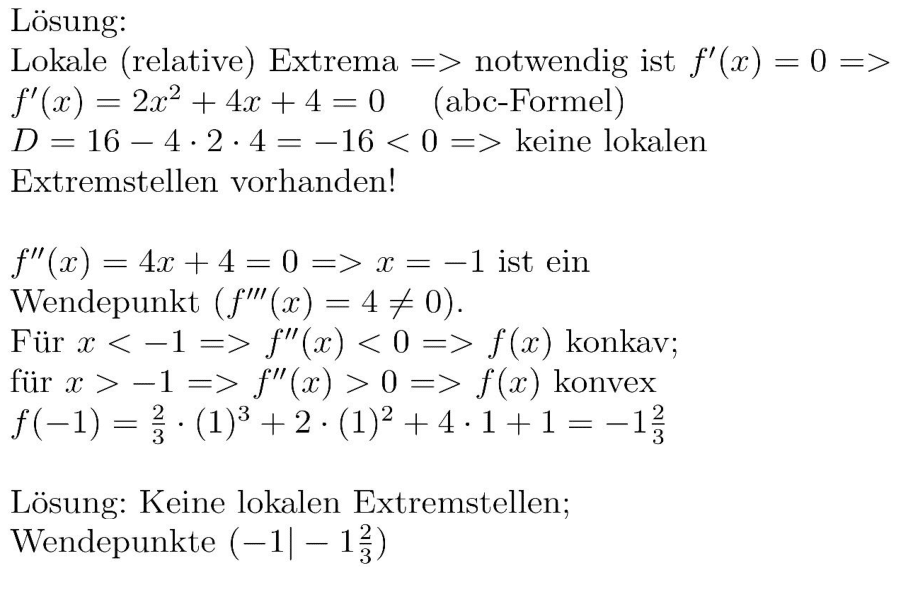 Lösung:
Lokale (relative) Extrema => notwendig ist f′(x) = 0 =>
f′(x) = 2x² + 4x + 4 = 0 (abc-Formel)
D = 16 − 4 · 2 · 4 = −16 < 0 => keine lokalen
Extremstellen vorhanden!
f″(x) = 4x + 4 = 0 => x = −1 ist ein
Wendepunkt (f‴(x) = 4 ≠ 0).
Für x < −1 => f″(x) < 0 => f(x) konkav;
für x > −1 => f″(x) > 0 => f(x) konvex
f(−1) = 2/3 · (1)³ + 2 · (1)² + 4 · 1 + 1 = −1 2/3
Lösung: Keine lokalen Extremstellen;
Wendepunkte (−1| − 1 2/3)